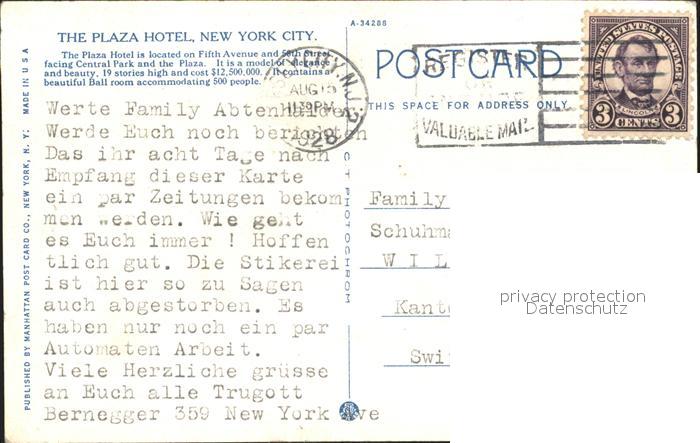 A-34288
THE PLAZA HOTEL, NEW YORK CITY.
The Plaza Hotel is located on Fifth Avenue and 58th Street
facing Central Park and the Plaza. It is a model of elegance
and beauty, 19 stories high and cost $12,500,000. It contains a
beautiful Ball room accommodating 500 people.
POST CARD
THIS SPACE FOR ADDRESS ONLY
N.J.
AUG 15
1928
REGISTER
OR
VALUABLE MAIL
UNITED STATES POSTAGE
LINCOLN
3 CENTS 3
Werte Family
Werde Euch noch berichten
Das ihr acht Tage nach
Empfang dieser Karte
ein par Zeitungen bekom
men werden. Wie geht
es Euch immer ! Hoffen
tlich gut. Die Stikerei
ist hier so zu Sagen
auch abgestorben. Es
haben nur noch ein par
Automaten Arbeit.
Viele Herzliche grüsse
an Euch alle Trugott
Bernegger 359 New York Ave
Family
Schuhma
W I L
Kant
Swi
privacy protection
Datenschutz
PUBLISHED BY MANHATTAN POST CARD CO., NEW YORK, N. Y. MADE IN U S A